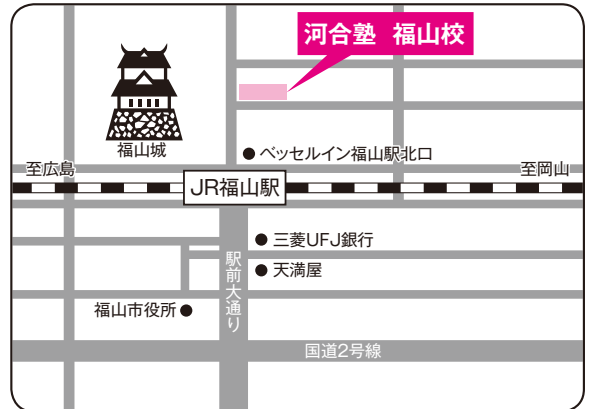 河合塾 福山校
福山城
ベッセルイン福山駅北口
至広島
至岡山
JR福山駅
三菱UFJ銀行
天満屋
駅前大通り
福山市役所
国道2号線